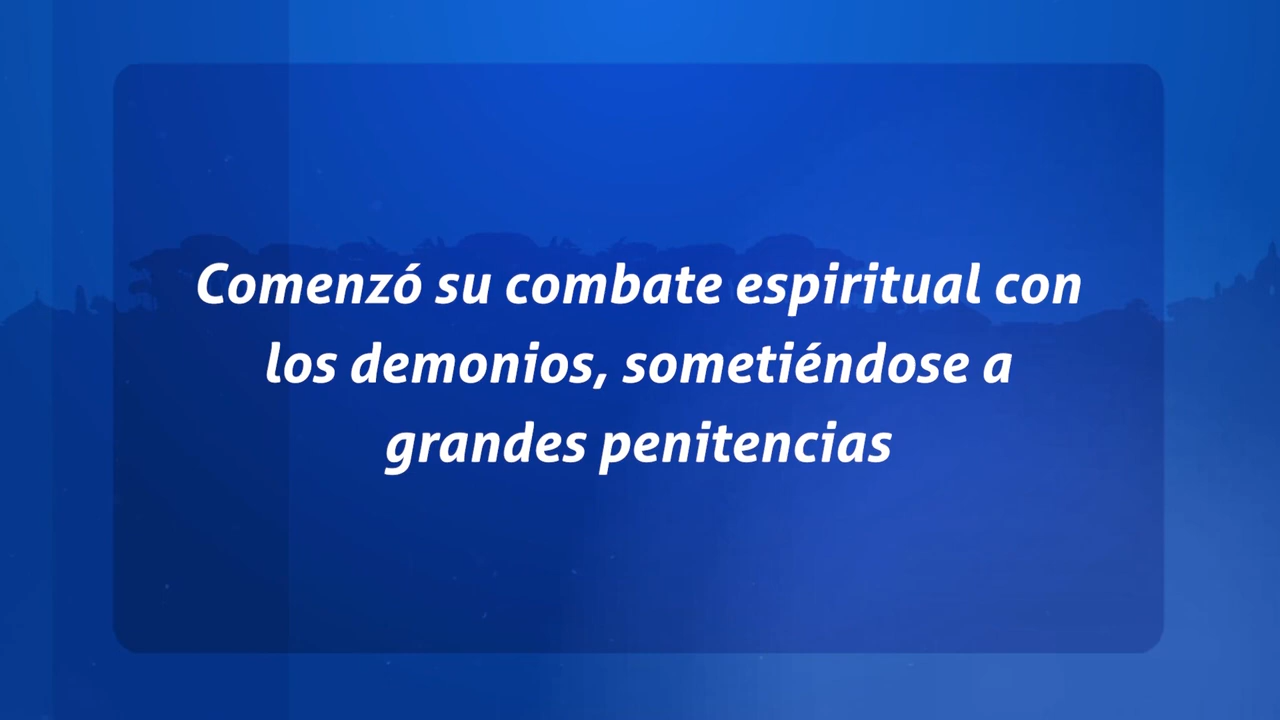 Comenzó su combate espiritual con
los demonios, sometiéndose a
grandes penitencias